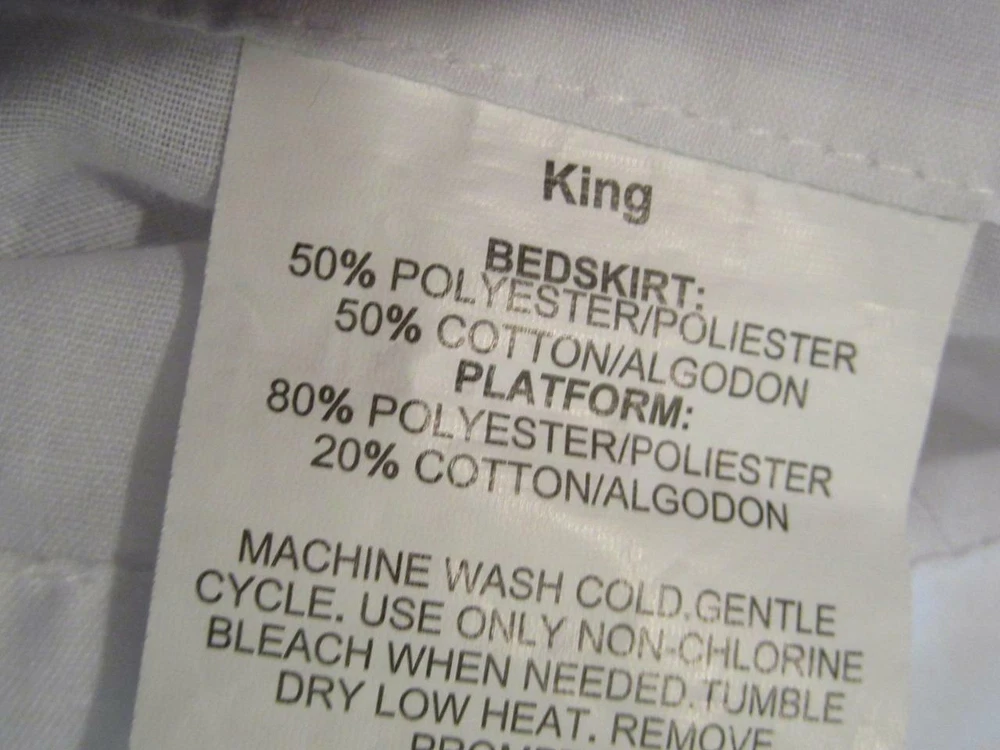 King
BEDSKIRT:
50% POLYESTER/POLIESTER
50% COTTON/ALGODON
PLATFORM:
80% POLYESTER/POLIESTER
20% COTTON/ALGODON
MACHINE WASH COLD.GENTLE
CYCLE. USE ONLY NON-CHLORINE
BLEACH WHEN NEEDED.TUMBLE
DRY LOW HEAT. REMOVE